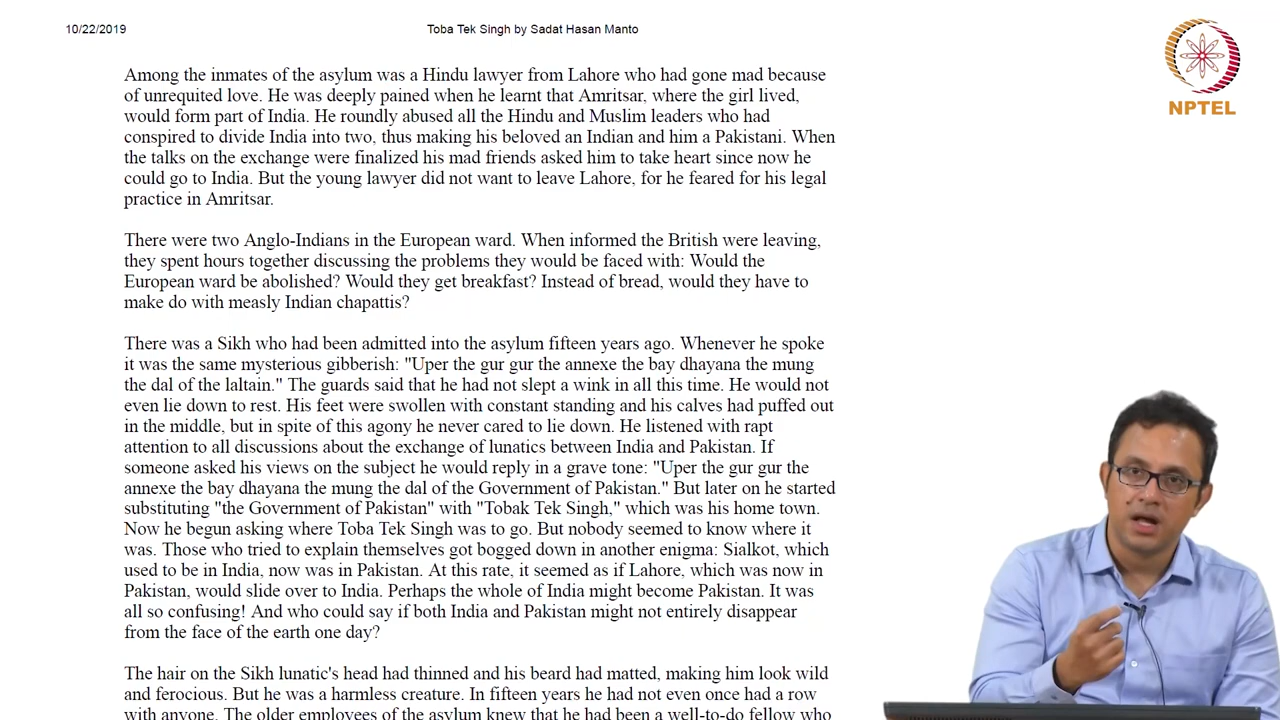 10/22/2019
Toba Tek Singh by Sadat Hasan Manto
NPTEL
Among the inmates of the asylum was a Hindu lawyer from Lahore who had gone mad because
of unrequited love. He was deeply pained when he learnt that Amritsar, where the girl lived,
would form part of India. He roundly abused all the Hindu and Muslim leaders who had
conspired to divide India into two, thus making his beloved an Indian and him a Pakistani. When
the talks on the exchange were finalized his mad friends asked him to take heart since now he
could go to India. But the young lawyer did not want to leave Lahore, for he feared for his legal
practice in Amritsar.
There were two Anglo-Indians in the European ward. When informed the British were leaving,
they spent hours together discussing the problems they would be faced with: Would the
European ward be abolished? Would they get breakfast? Instead of bread, would they have to
make do with measly Indian chapattis?
There was a Sikh who had been admitted into the asylum fifteen years ago. Whenever he spoke
it was the same mysterious gibberish: "Uper the gur gur the annexe the bay dhayana the mung
the dal of the laltain." The guards said that he had not slept a wink in all this time. He would not
even lie down to rest. His feet were swollen with constant standing and his calves had puffed out
in the middle, but in spite of this agony he never cared to lie down. He listened with rapt
attention to all discussions about the exchange of lunatics between India and Pakistan. If
someone asked his views on the subject he would reply in a grave tone: "Uper the gur gur the
annexe the bay dhayana the mung the dal of the Government of Pakistan." But later on he started
substituting "the Government of Pakistan" with "Tobak Tek Singh," which was his home town.
Now he begun asking where Toba Tek Singh was to go. But nobody seemed to know where it
was. Those who tried to explain themselves got bogged down in another enigma: Sialkot, which
used to be in India, now was in Pakistan. At this rate, it seemed as if Lahore, which was now in
Pakistan, would slide over to India. Perhaps the whole of India might become Pakistan. It was
all so confusing! And who could say if both India and Pakistan might not entirely disappear
from the face of the earth one day?
The hair on the Sikh lunatic's head had thinned and his beard had matted, making him look wild
and ferocious. But he was a harmless creature. In fifteen years he had not even once had a row
with anyone. The older employees of the asylum knew that he had been a well-to-do fellow who